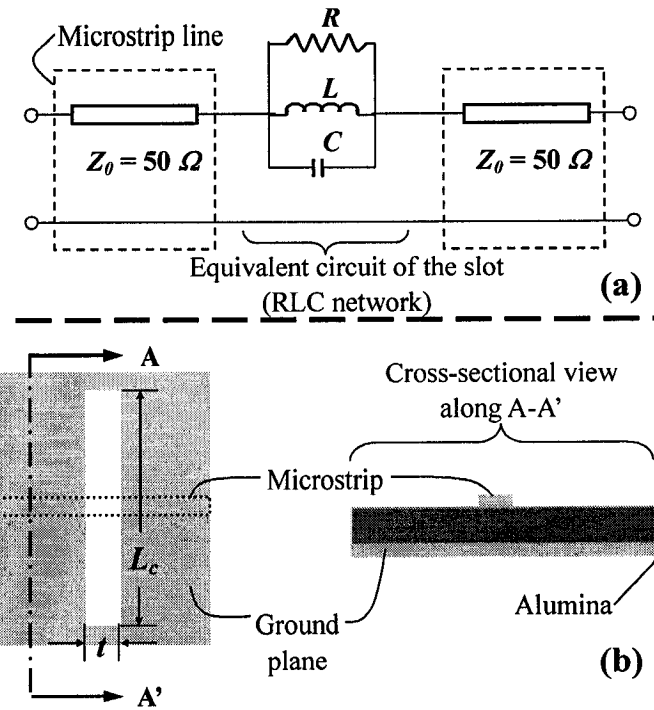 Microstrip line
R
L
C
Z₀ = 50 Ω
Z₀ = 50 Ω
Equivalent circuit of the slot
(RLC network)
(a)
A
Cross-sectional view
along A-A'
Microstrip
L_c
Alumina
Ground
plane
t
(b)
A'